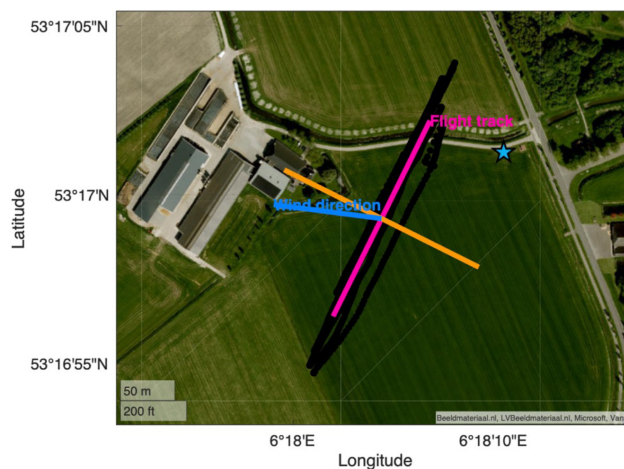 53°17'05"N
Flight track
53°17'N
Wind direction
Latitude
53°16'55"N
50 m
200 ft
Beeldmateriaal.nl, LVBeeldmateriaal.nl, Microsoft, Van
6°18'E
6°18'10"E
Longitude